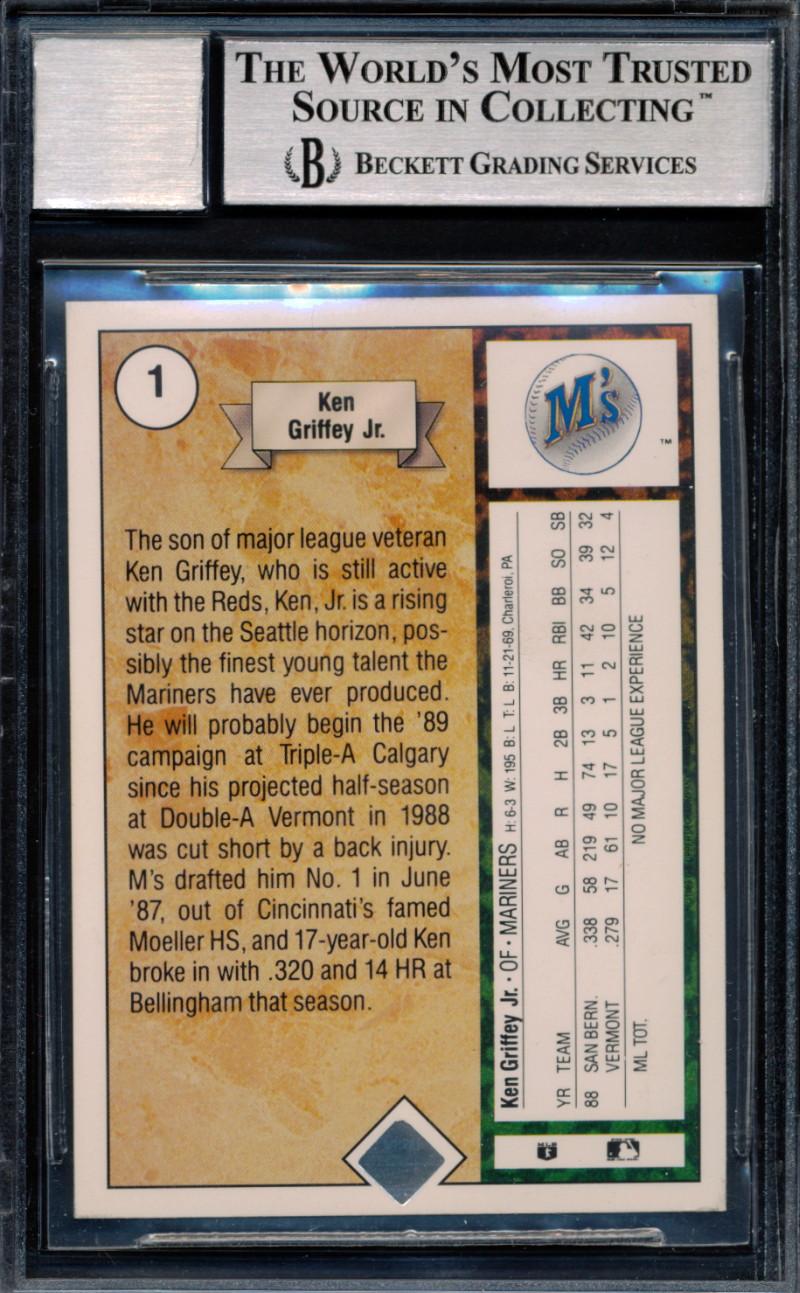 THE WORLD'S MOST TRUSTED
SOURCE IN COLLECTING™
B BECKETT GRADING SERVICES
1
Ken
Griffey Jr.
The son of major league veteran
Ken Griffey, who is still active
with the Reds, Ken, Jr. is a rising
star on the Seattle horizon, pos-
sibly the finest young talent the
Mariners have ever produced.
He will probably begin the '89
campaign at Triple-A Calgary
since his projected half-season
at Double-A Vermont in 1988
was cut short by a back injury.
M's drafted him No. 1 in June
'87, out of Cincinnati's famed
Moeller HS, and 17-year-old Ken
broke in with .320 and 14 HR at
Bellingham that season.
M's
™
Ken Griffey Jr. • OF • MARINERS H: 6-3 W: 195 B: L T: L B: 11-21-69, Charleroi, PA
YR TEAM AVG G AB R H 2B 3B HR RBI BB SO SB
88 SAN BERN. .338 58 219 49 74 13 3 11 42 34 39 32
VERMONT .279 17 61 10 17 5 1 2 10 5 12 4
ML TOT. NO MAJOR LEAGUE EXPERIENCE